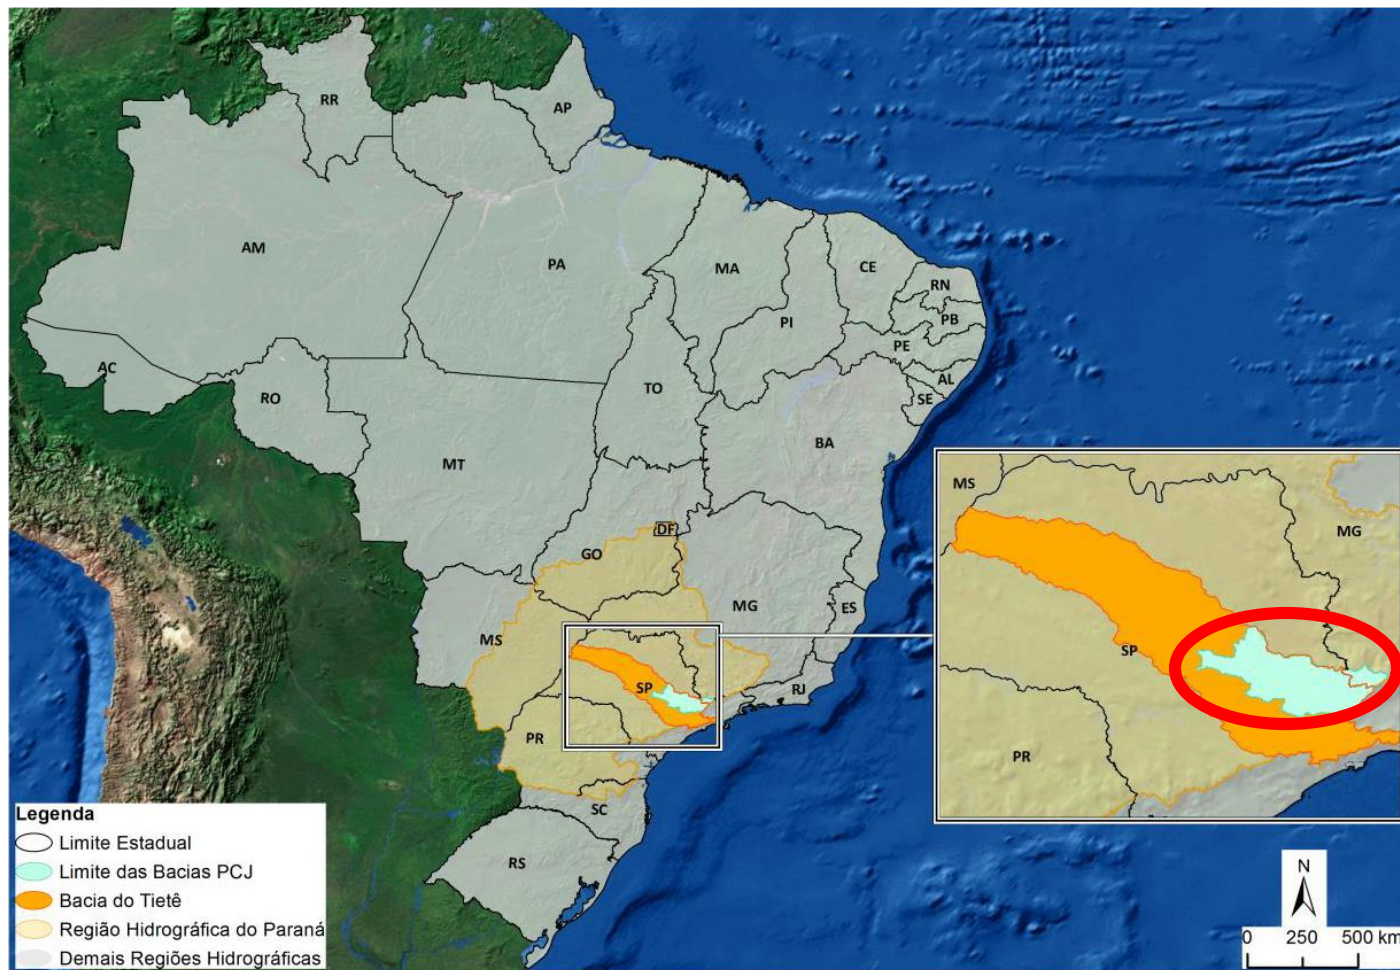 RR
AP
AM
PA
MA
CE
RN
PB
PI
PE
AC
AL
SE
TO
RO
BA
MT
MS
MG
DF
GO
MG
ES
MS
SP
SP
RJ
PR
PR
SC
RS
Legenda
Limite Estadual
Limite das Bacias PCJ
Bacia do Tietê
Região Hidrográfica do Paraná
Demais Regiões Hidrográficas
N
0 250 500 km